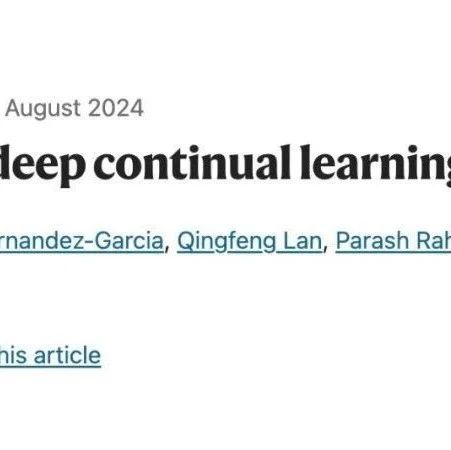 August 2024
deep continual learning
rnandez-Garcia, Qingfeng Lan, Parash Rah
his article